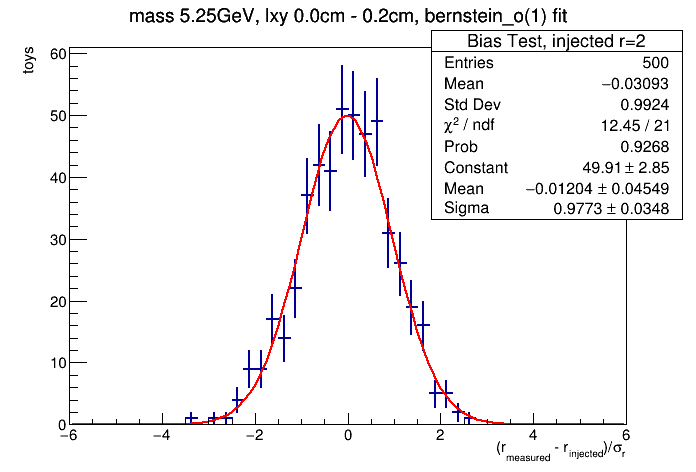 mass 5.25GeV, lxy 0.0cm - 0.2cm, bernstein_o(1) fit
Bias Test, injected r=2
Entries 500
Mean −0.03093
Std Dev 0.9924
χ² / ndf 12.45 / 21
Prob 0.9268
Constant 49.91 ± 2.85
Mean −0.01204 ± 0.04549
Sigma 0.9773 ± 0.0348
toys
60
50
40
30
20
10
0
−6 −4 −2 0 2 4 6
(r_measured - r_injected)/σ_r